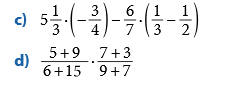 c) 5 1/3 · (− 3/4) − 6/7 · (1/3 − 1/2)
d) 5+9/6+15 · 7+3/9+7